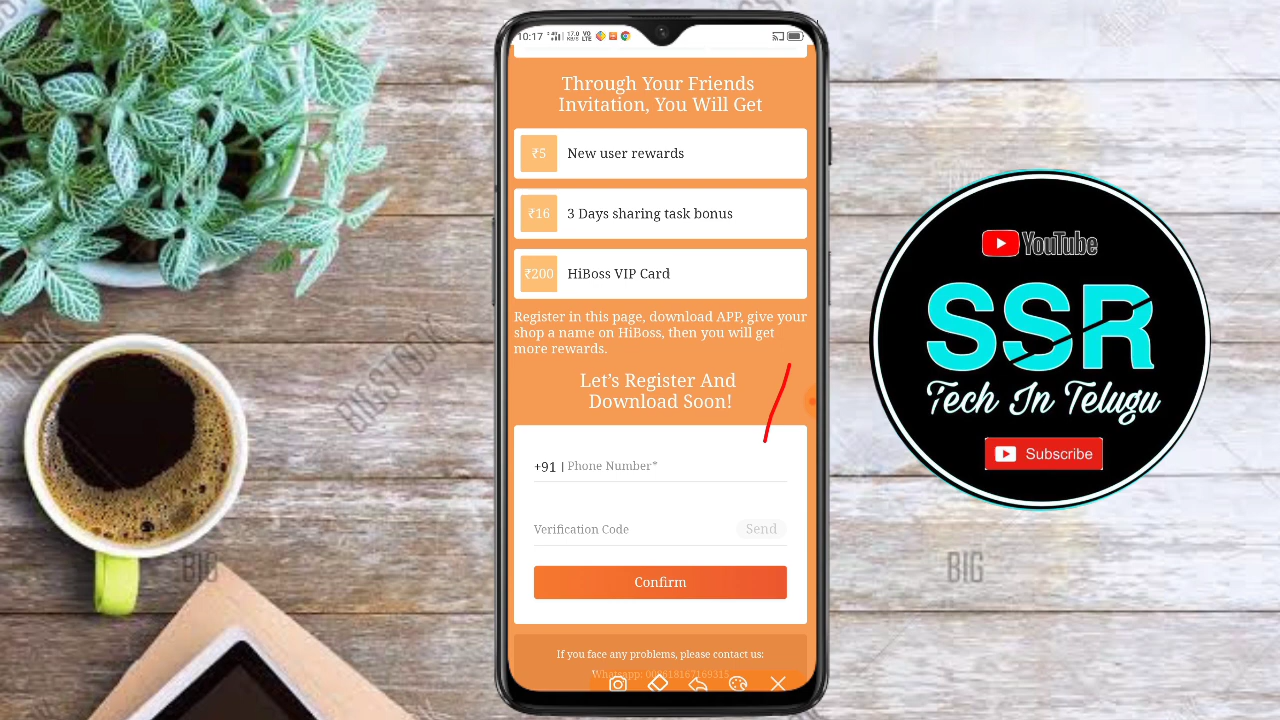 10:17
Through Your Friends
Invitation, You Will Get
₹5 New user rewards
₹16 3 Days sharing task bonus
₹200 HiBoss VIP Card
Register in this page, download APP, give your
shop a name on HiBoss, then you will get
more rewards.
Let’s Register And
Download Soon!
+91 | Phone Number*
Verification Code Send
Confirm
If you face any problems, please contact us:
YouTube
SSR
Tech In Telugu
Subscribe
BIGSTOCK
BIG
BIG